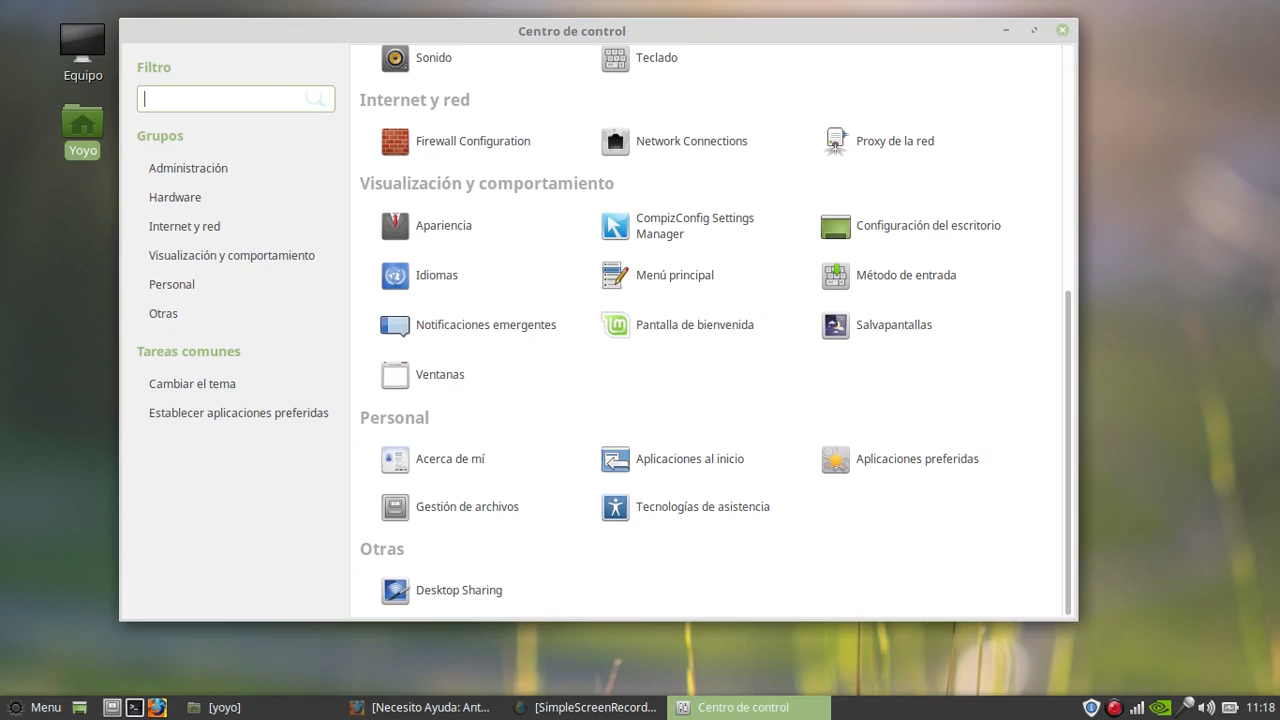 Equipo
Yoyo
Centro de control
Filtro
Grupos
Administración
Hardware
Internet y red
Visualización y comportamiento
Personal
Otras
Tareas comunes
Cambiar el tema
Establecer aplicaciones preferidas
Sonido
Teclado
Internet y red
Firewall Configuration
Network Connections
Proxy de la red
Visualización y comportamiento
Apariencia
CompizConfig Settings
Manager
Configuración del escritorio
Idiomas
Menú principal
Método de entrada
Notificaciones emergentes
Pantalla de bienvenida
Salvapantallas
Ventanas
Personal
Acerca de mí
Aplicaciones al inicio
Aplicaciones preferidas
Gestión de archivos
Tecnologías de asistencia
Otras
Desktop Sharing
Menu
[yoyo]
[Necesito Ayuda: Ant...
[SimpleScreenRecord...
Centro de control
11:18